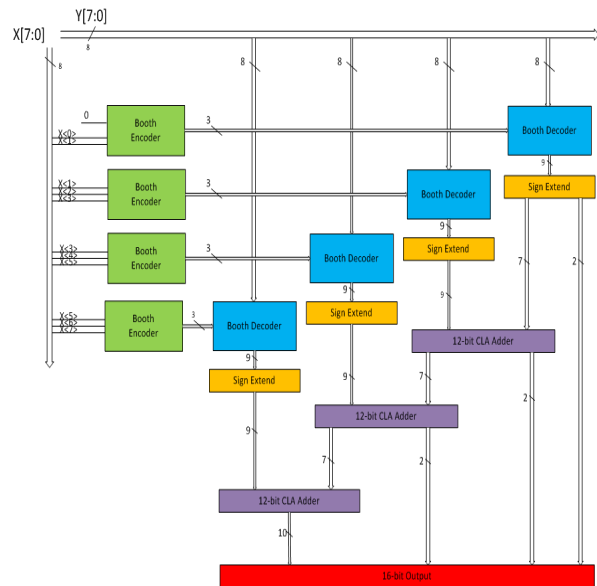 Y[7:0]
X[7:0]
8
8
8
8
8
8
0
X<0>
X<1>
Booth Encoder
3
Booth Decoder
9
Sign Extend
X<1>
X<2>
X<3>
Booth Encoder
3
Booth Decoder
9
Sign Extend
7
2
X<3>
X<4>
X<5>
Booth Encoder
3
Booth Decoder
9
Sign Extend
9
X<5>
X<6>
X<7>
Booth Encoder
3
Booth Decoder
9
Sign Extend
12-bit CLA Adder
9
7
2
9
12-bit CLA Adder
7
2
12-bit CLA Adder
10
16-bit Output